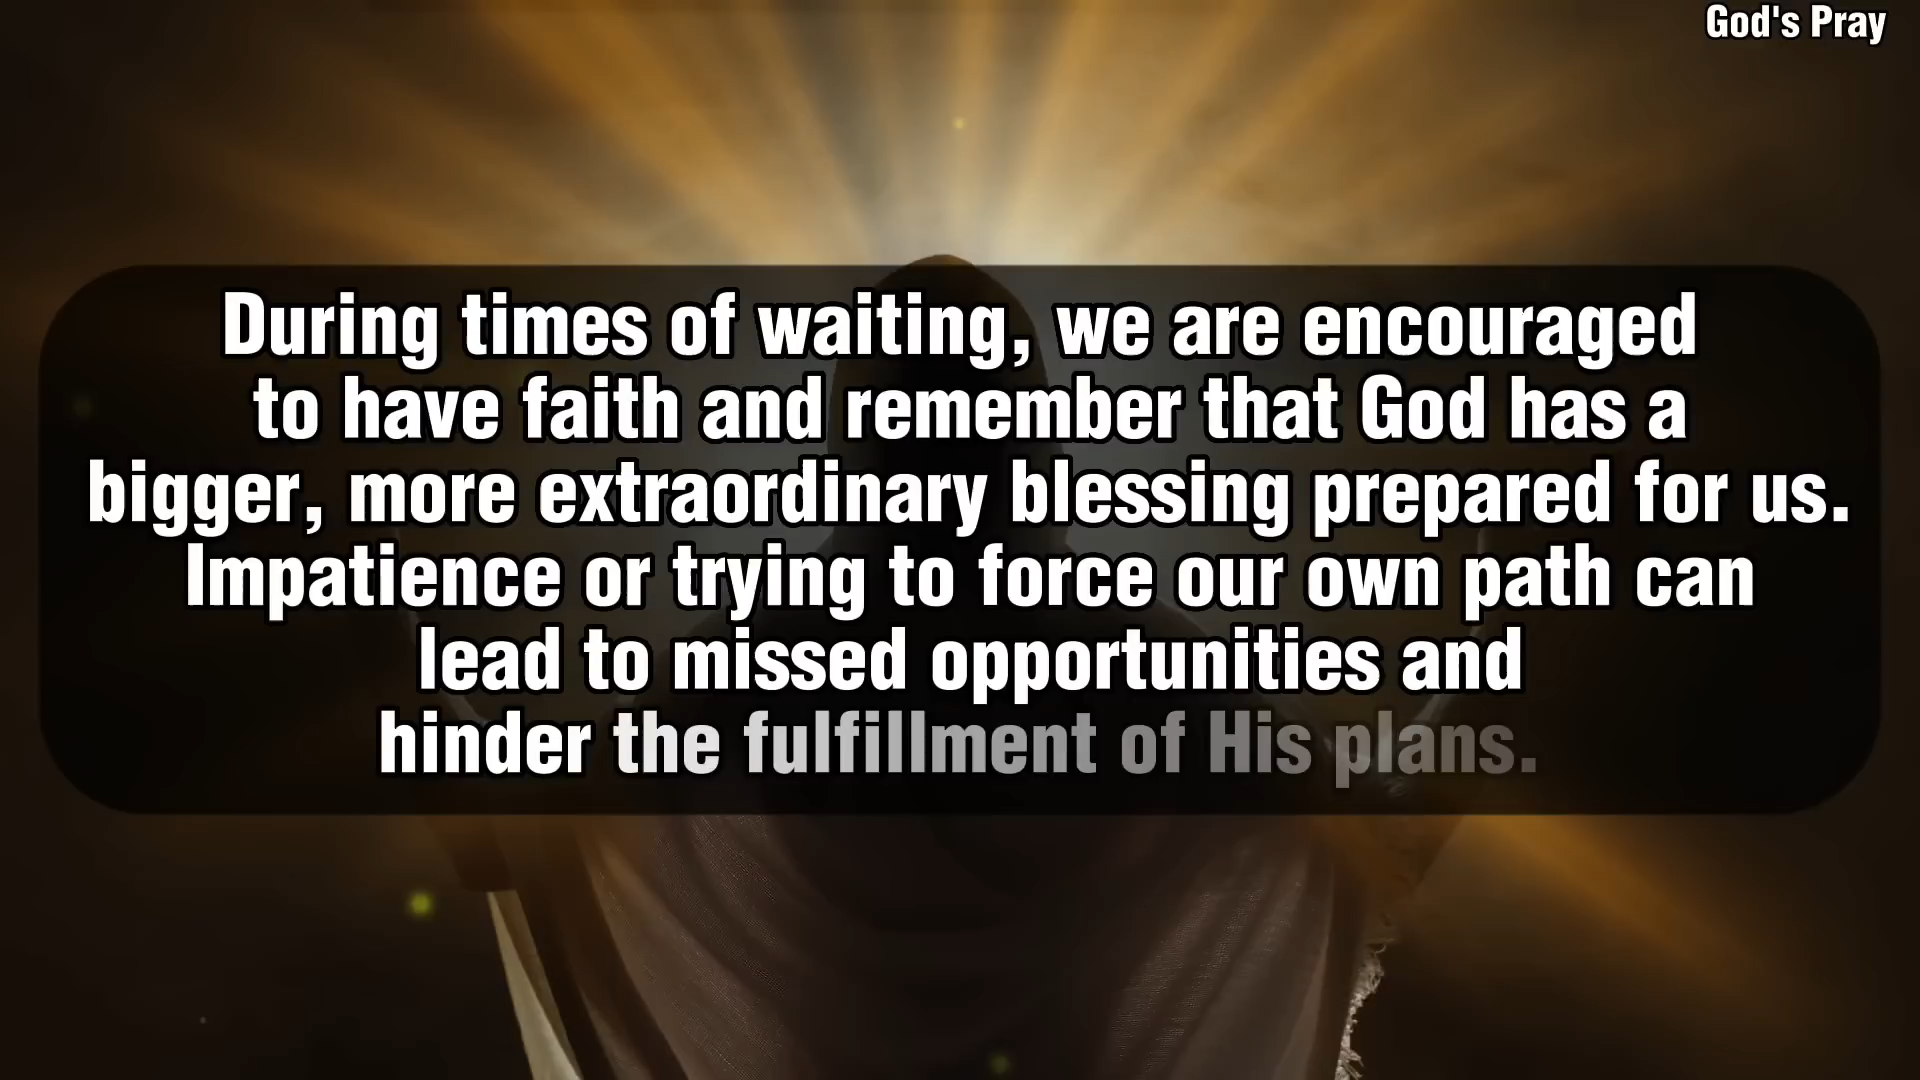 God's Pray
During times of waiting, we are encouraged
to have faith and remember that God has a
bigger, more extraordinary blessing prepared for us.
Impatience or trying to force our own path can
lead to missed opportunities and
hinder the fulfillment of His plans.